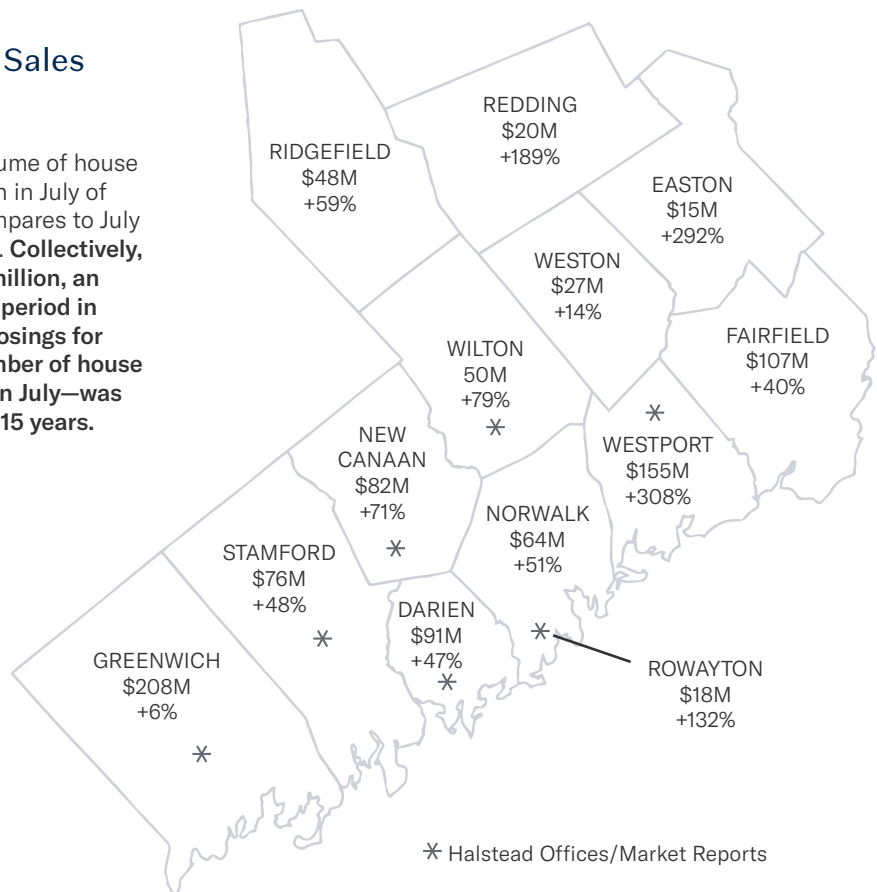 Sales
ume of house
n in July of
mpares to July
. Collectively,
million, an
period in
osings for
mber of house
n July—was
15 years.
REDDING
$20M
+189%
RIDGEFIELD
$48M
+59%
EASTON
$15M
+292%
WESTON
$27M
+14%
FAIRFIELD
$107M
+40%
WILTON
50M
+79%
NEW
CANAAN
$82M
+71%
WESTPORT
$155M
+308%
NORWALK
$64M
+51%
STAMFORD
$76M
+48%
DARIEN
$91M
+47%
GREENWICH
$208M
+6%
ROWAYTON
$18M
+132%
Halstead Offices/Market Reports